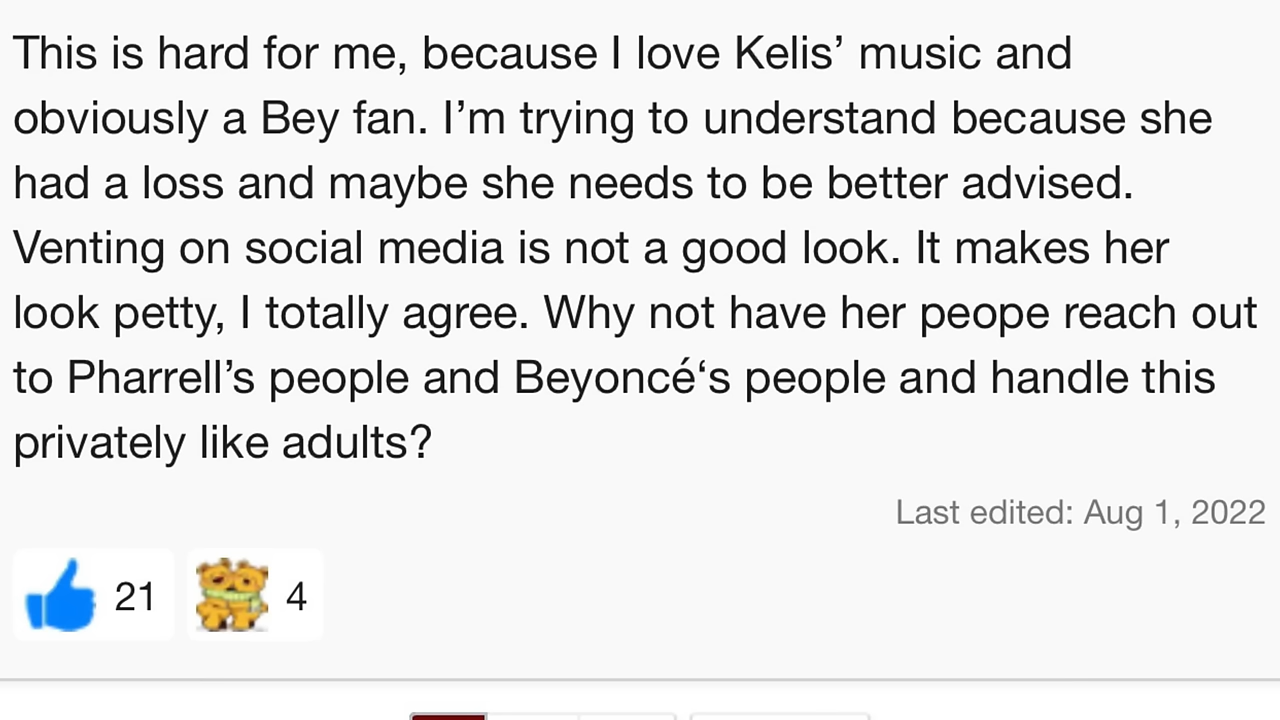 This is hard for me, because I love Kelis’ music and
obviously a Bey fan. I’m trying to understand because she
had a loss and maybe she needs to be better advised.
Venting on social media is not a good look. It makes her
look petty, I totally agree. Why not have her peope reach out
to Pharrell’s people and Beyoncé‘s people and handle this
privately like adults?
Last edited: Aug 1, 2022
21 4